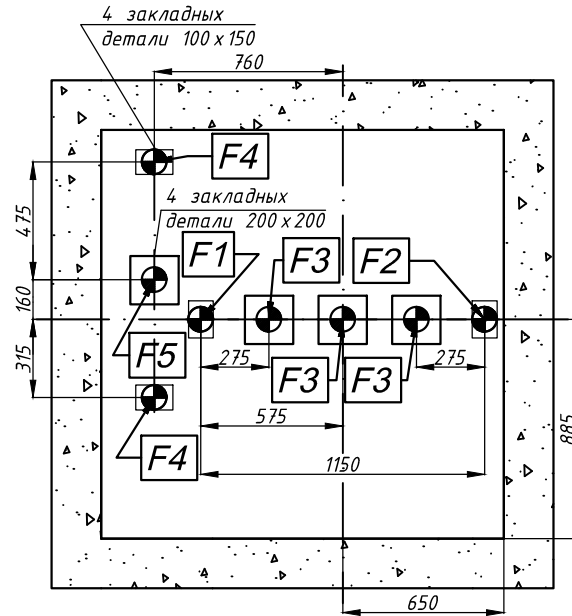 4 закладных
детали 100 x 150
760
F4
475
4 закладных
детали 200 x 200
F1
F3
F2
160
F5
275
F3
F3
275
315
F4
575
1150
885
650